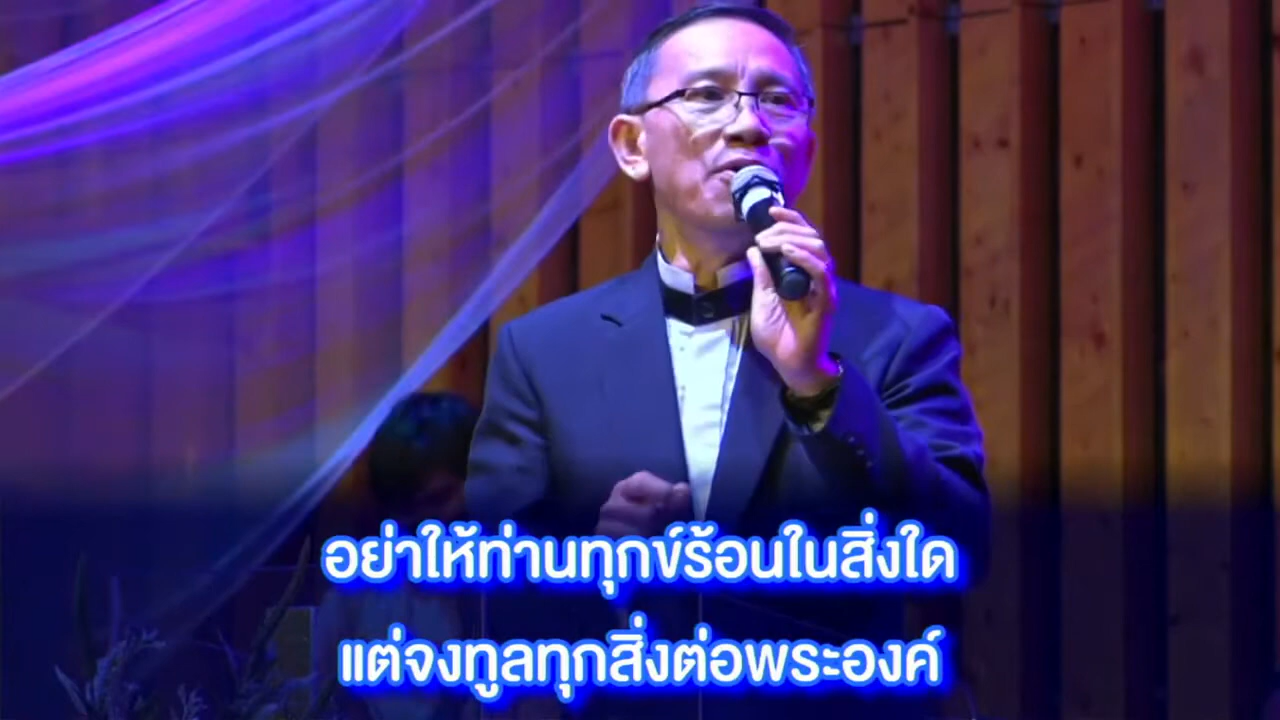 อย่าให้ท่านทุกข์ร้อนในสิ่งใด
แต่จงทูลทุกสิ่งต่อพระองค์